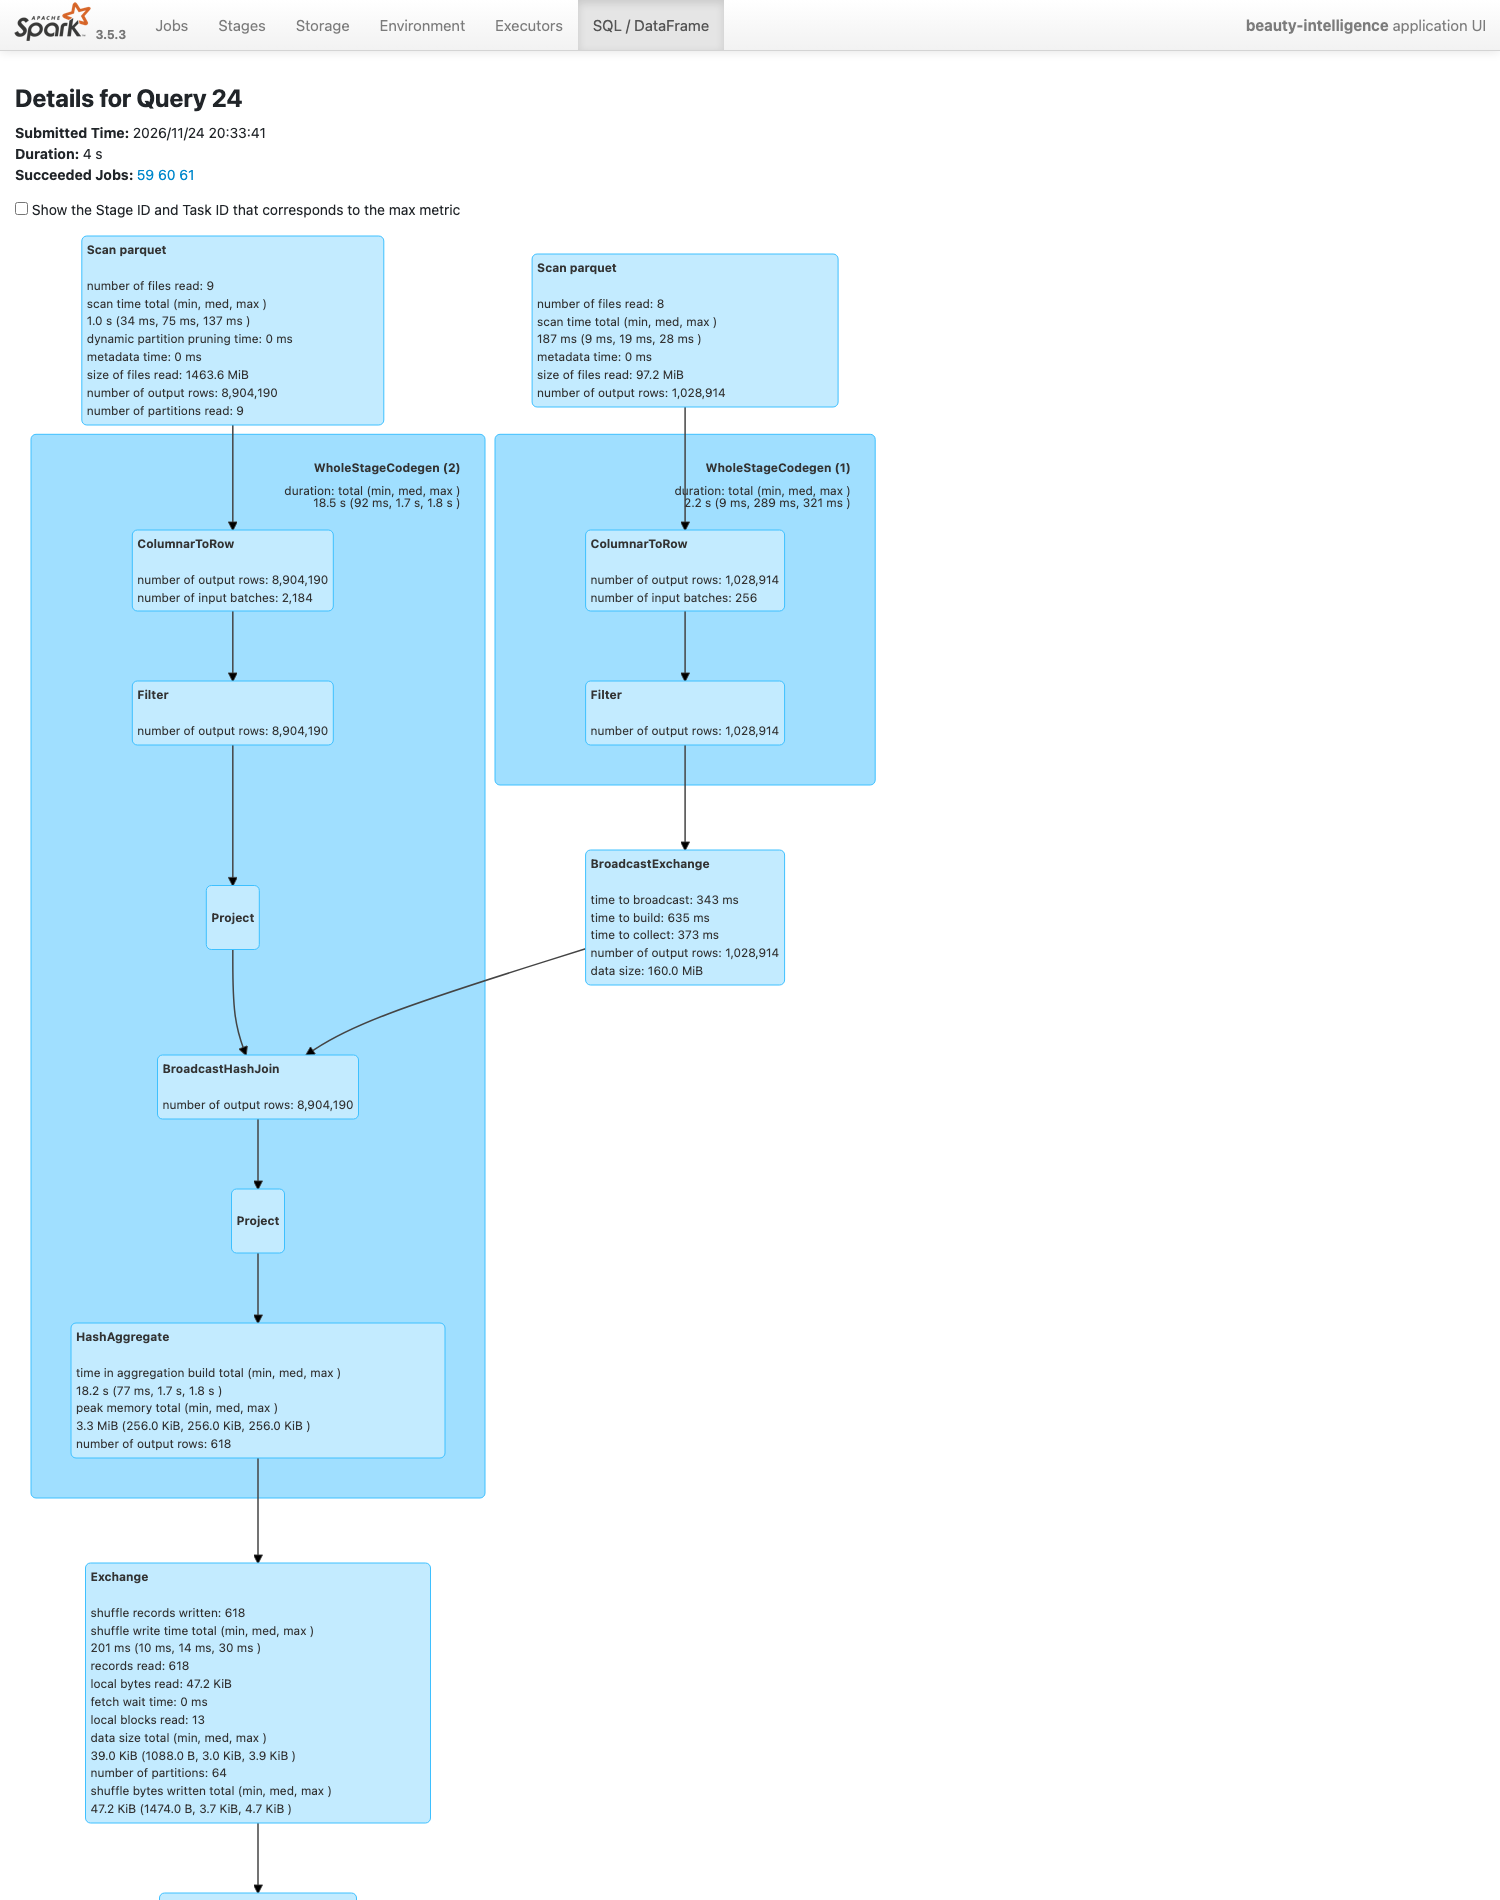 APACHE
Spark 3.5.3 Jobs Stages Storage Environment Executors SQL / DataFrame beauty-intelligence application UI
Details for Query 24
Submitted Time: 2026/11/24 20:33:41
Duration: 4 s
Succeeded Jobs: 59 60 61
Show the Stage ID and Task ID that corresponds to the max metric
Scan parquet
number of files read: 9
scan time total (min, med, max )
1.0 s (34 ms, 75 ms, 137 ms )
dynamic partition pruning time: 0 ms
metadata time: 0 ms
size of files read: 1463.6 MiB
number of output rows: 8,904,190
number of partitions read: 9
Scan parquet
number of files read: 8
scan time total (min, med, max )
187 ms (9 ms, 19 ms, 28 ms )
metadata time: 0 ms
size of files read: 97.2 MiB
number of output rows: 1,028,914
WholeStageCodegen (2)
duration: total (min, med, max )
18.5 s (92 ms, 1.7 s, 1.8 s )
ColumnarToRow
number of output rows: 8,904,190
number of input batches: 2,184
Filter
number of output rows: 8,904,190
Project
WholeStageCodegen (1)
duration: total (min, med, max )
2.2 s (9 ms, 289 ms, 321 ms )
ColumnarToRow
number of output rows: 1,028,914
number of input batches: 256
Filter
number of output rows: 1,028,914
BroadcastExchange
time to broadcast: 343 ms
time to build: 635 ms
time to collect: 373 ms
number of output rows: 1,028,914
data size: 160.0 MiB
BroadcastHashJoin
number of output rows: 8,904,190
Project
HashAggregate
time in aggregation build total (min, med, max )
18.2 s (77 ms, 1.7 s, 1.8 s )
peak memory total (min, med, max )
3.3 MiB (256.0 KiB, 256.0 KiB, 256.0 KiB )
number of output rows: 618
Exchange
shuffle records written: 618
shuffle write time total (min, med, max )
201 ms (10 ms, 14 ms, 30 ms )
records read: 618
local bytes read: 47.2 KiB
fetch wait time: 0 ms
local blocks read: 13
data size total (min, med, max )
39.0 KiB (1088.0 B, 3.0 KiB, 3.9 KiB )
number of partitions: 64
shuffle bytes written total (min, med, max )
47.2 KiB (1474.0 B, 3.7 KiB, 4.7 KiB )